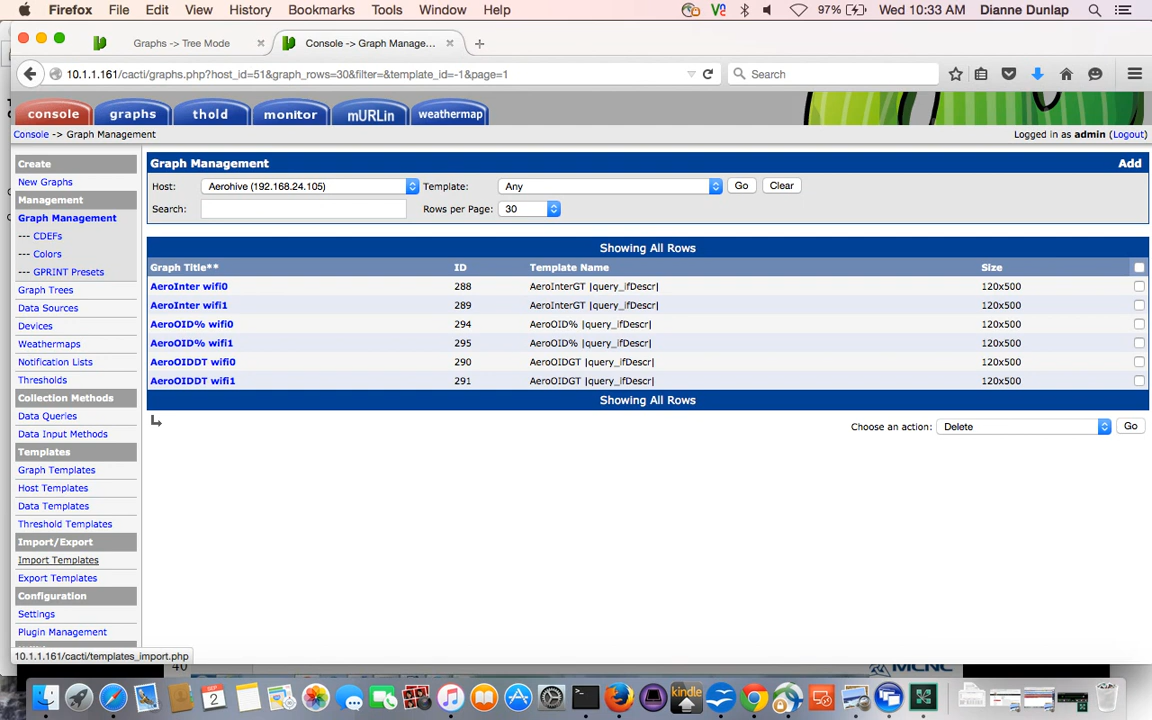 Firefox File Edit View History Bookmarks Tools Window Help 97% Wed 10:33 AM Dianne Dunlap
Graphs -> Tree Mode
Console -> Graph Manage...
10.1.1.161/cacti/graphs.php?host_id=51&graph_rows=30&filter=&template_id=-1&page=1
Search
console graphs thold monitor mURLin weathermap
Console -> Graph Management
Logged in as admin (Logout)
Create
New Graphs
Management
Graph Management
--- CDEFs
--- Colors
--- GPRINT Presets
Graph Trees
Data Sources
Devices
Weathermaps
Notification Lists
Thresholds
Collection Methods
Data Queries
Data Input Methods
Templates
Graph Templates
Host Templates
Data Templates
Threshold Templates
Import/Export
Import Templates
Export Templates
Configuration
Settings
Plugin Management
10.1.1.161/cacti/templates_import.php
Graph Management Add
Host: Aerohive (192.168.24.105) Template: Any Go Clear
Search: Rows per Page: 30
Showing All Rows
Graph Title** ID Template Name Size
AeroInter wifi0 288 AeroInterGT |query_ifDescr| 120x500
AeroInter wifi1 289 AeroInterGT |query_ifDescr| 120x500
AeroOID% wifi0 294 AeroOID% |query_ifDescr| 120x500
AeroOID% wifi1 295 AeroOID% |query_ifDescr| 120x500
AeroOIDDT wifi0 290 AeroOIDGT |query_ifDescr| 120x500
AeroOIDDT wifi1 291 AeroOIDGT |query_ifDescr| 120x500
Showing All Rows
Choose an action: Delete Go
40
MCNC
kindle
2